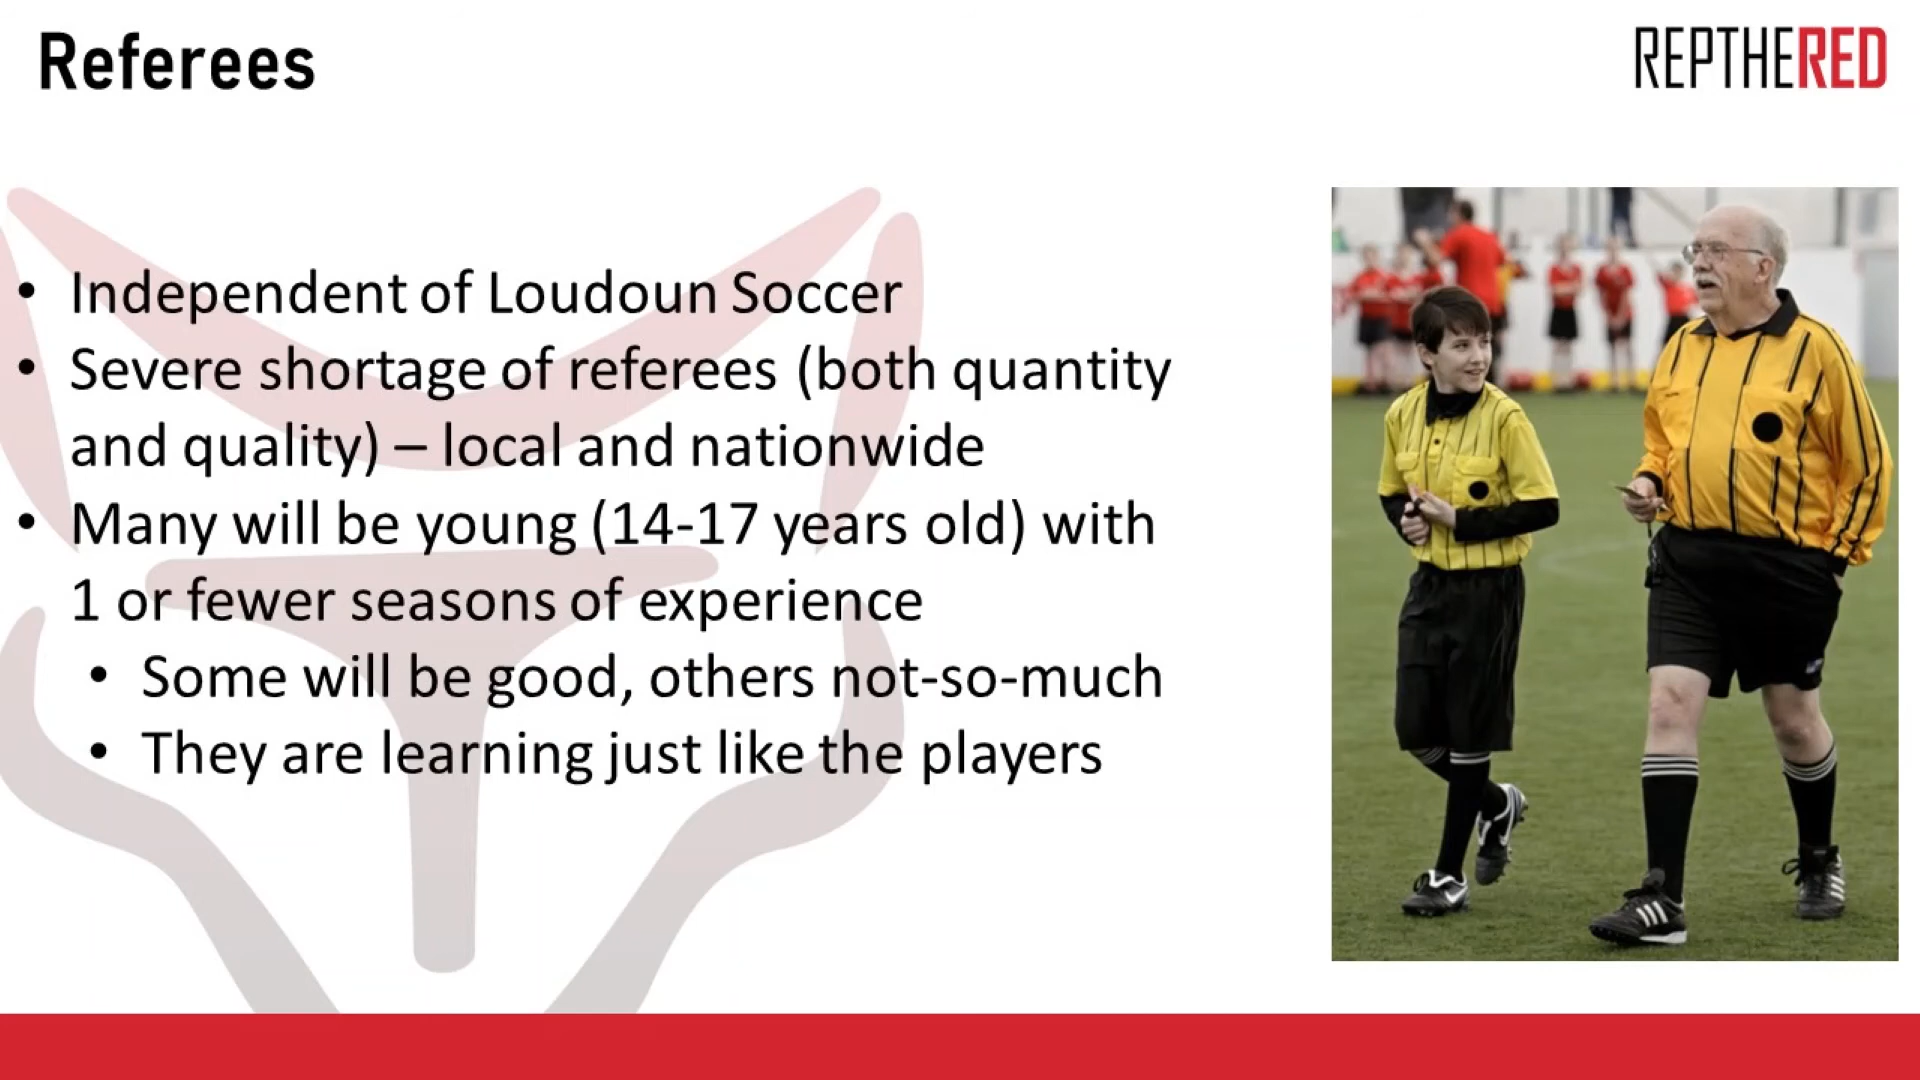 Referees
REPTHERED
• Independent of Loudoun Soccer
• Severe shortage of referees (both quantity
and quality) – local and nationwide
• Many will be young (14-17 years old) with
1 or fewer seasons of experience
• Some will be good, others not-so-much
• They are learning just like the players